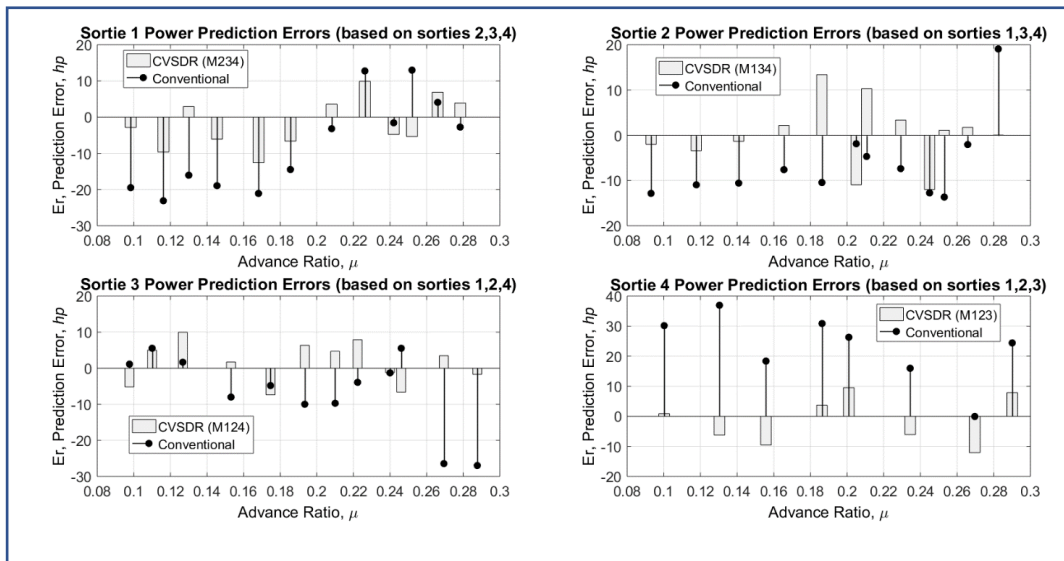 Sortie 1 Power Prediction Errors (based on sorties 2,3,4)
20
10
0
-10
-20
-30
Er, Prediction Error, hp
CVSDR (M234)
Conventional
0.08 0.1 0.12 0.14 0.16 0.18 0.2 0.22 0.24 0.26 0.28 0.3
Advance Ratio, μ
Sortie 2 Power Prediction Errors (based on sorties 1,3,4)
20
10
0
-10
-20
Er, Prediction Error, hp
CVSDR (M134)
Conventional
0.08 0.1 0.12 0.14 0.16 0.18 0.2 0.22 0.24 0.26 0.28 0.3
Advance Ratio, μ
Sortie 3 Power Prediction Errors (based on sorties 1,2,4)
20
10
0
-10
-20
-30
Er, Prediction Error, hp
CVSDR (M124)
Conventional
0.08 0.1 0.12 0.14 0.16 0.18 0.2 0.22 0.24 0.26 0.28 0.3
Advance Ratio, μ
Sortie 4 Power Prediction Errors (based on sorties 1,2,3)
40
30
20
10
0
-10
-20
Er, Prediction Error, hp
CVSDR (M123)
Conventional
0.08 0.1 0.12 0.14 0.16 0.18 0.2 0.22 0.24 0.26 0.28 0.3
Advance Ratio, μ